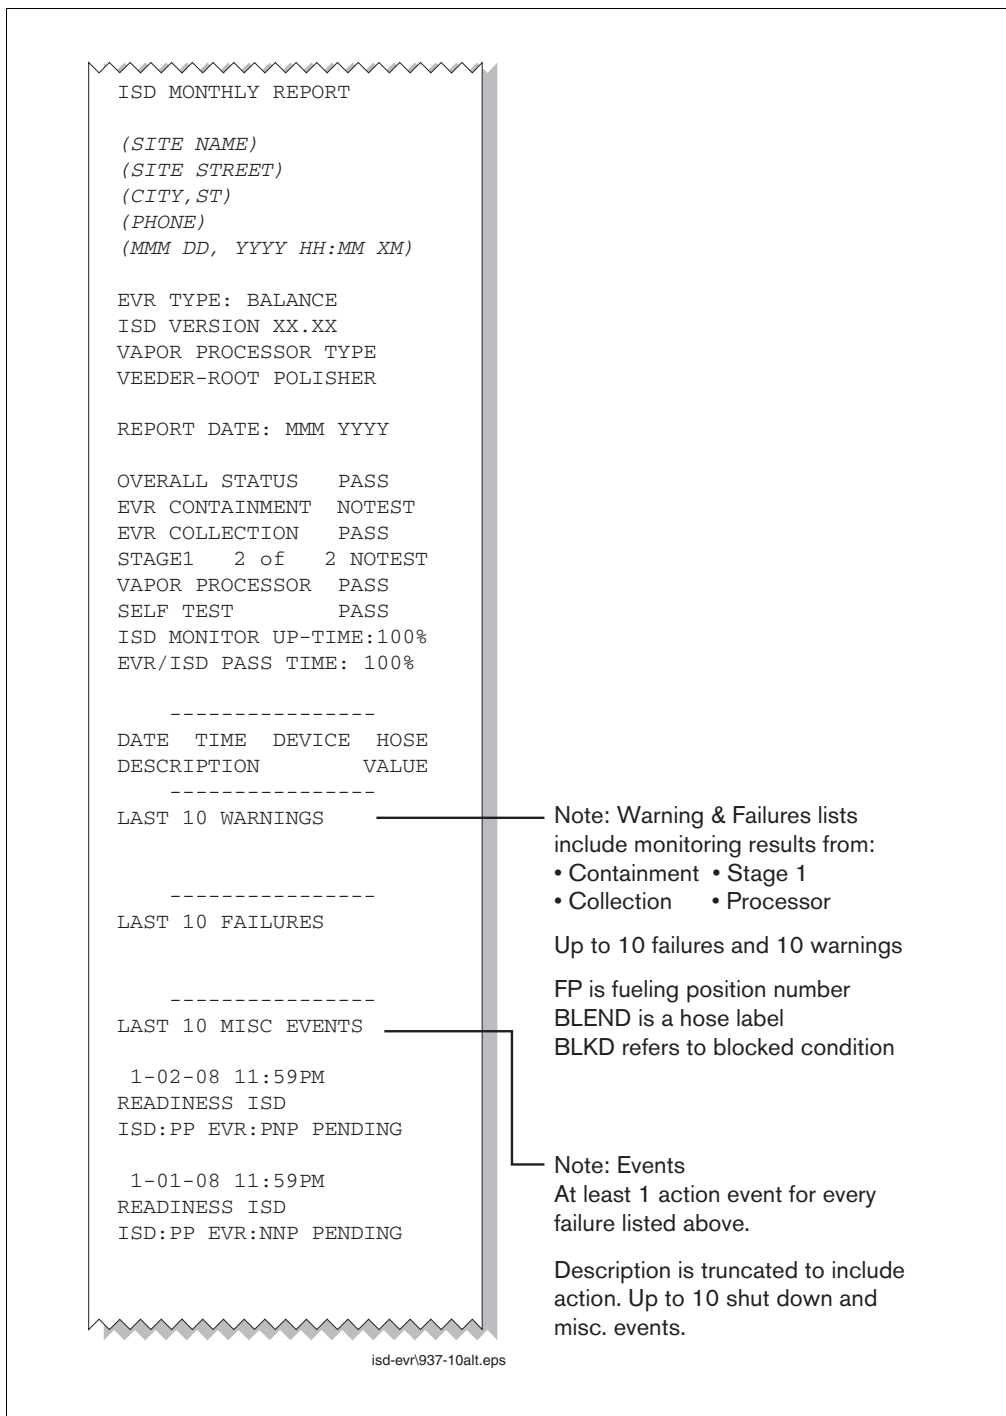 ISD MONTHLY REPORT
(SITE NAME)
(SITE STREET)
(CITY,ST)
(PHONE)
(MMM DD, YYYY HH:MM XM)
EVR TYPE: BALANCE
ISD VERSION XX.XX
VAPOR PROCESSOR TYPE
VEEDER-ROOT POLISHER
REPORT DATE: MMM YYYY
OVERALL STATUS PASS
EVR CONTAINMENT NOTEST
EVR COLLECTION PASS
STAGE1 2 of 2 NOTEST
VAPOR PROCESSOR PASS
SELF TEST PASS
ISD MONITOR UP-TIME:100%
EVR/ISD PASS TIME: 100%
----------------
DATE TIME DEVICE HOSE
DESCRIPTION VALUE
----------------
LAST 10 WARNINGS
----------------
LAST 10 FAILURES
----------------
LAST 10 MISC EVENTS
1-02-08 11:59PM
READINESS ISD
ISD:PP EVR:PNP PENDING
1-01-08 11:59PM
READINESS ISD
ISD:PP EVR:NNP PENDING
Note: Warning & Failures lists
include monitoring results from:
• Containment • Stage 1
• Collection • Processor
Up to 10 failures and 10 warnings
FP is fueling position number
BLEND is a hose label
BLKD refers to blocked condition
Note: Events
At least 1 action event for every
failure listed above.
Description is truncated to include
action. Up to 10 shut down and
misc. events.
isd-evr\937-10alt.eps